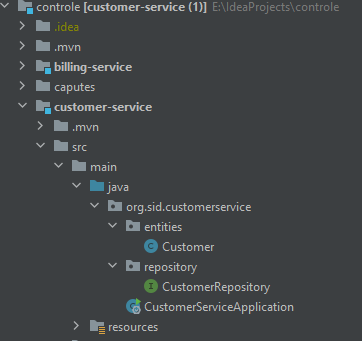 controle [customer-service (1)] E:\IdeaProjects\controle
.idea
.mvn
billing-service
caputes
customer-service
.mvn
src
main
java
org.sid.customerservice
entities
C Customer
repository
I CustomerRepository
CustomerServiceApplication
resources